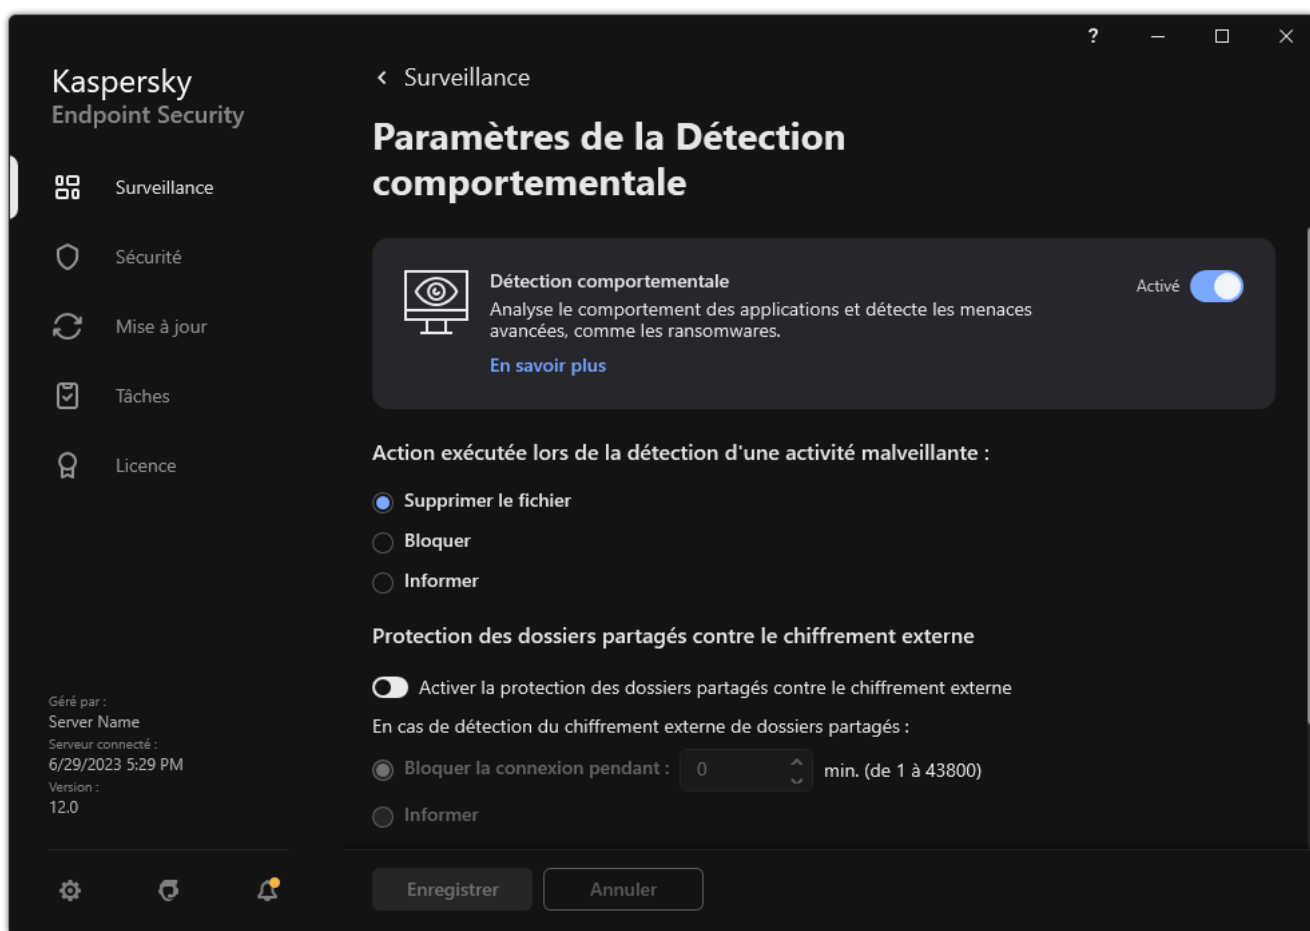 ?
Kaspersky
Endpoint Security
Surveillance
Sécurité
Mise à jour
Tâches
Licence
Géré par :
Server Name
Serveur connecté :
6/29/2023 5:29 PM
Version :
12.0
Surveillance
Paramètres de la Détection
comportementale
Détection comportementale
Activé
Analyse le comportement des applications et détecte les menaces
avancées, comme les ransomwares.
En savoir plus
Action exécutée lors de la détection d'une activité malveillante :
Supprimer le fichier
Bloquer
Informer
Protection des dossiers partagés contre le chiffrement externe
Activer la protection des dossiers partagés contre le chiffrement externe
En cas de détection du chiffrement externe de dossiers partagés :
Bloquer la connexion pendant : 0 min. (de 1 à 43800)
Informer
Enregistrer
Annuler